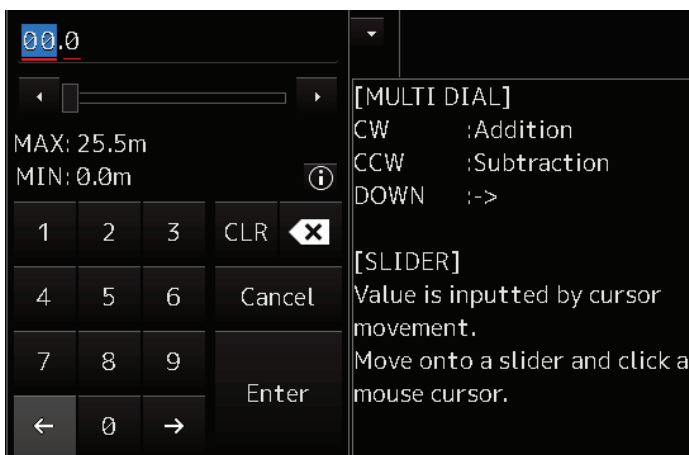 00.0
MAX: 25.5m
MIN: 0.0m
1 2 3 CLR
4 5 6 Cancel
7 8 9
Enter
← 0 →
[MULTI DIAL]
CW :Addition
CCW :Subtraction
DOWN :->
[SLIDER]
Value is inputted by cursor
movement.
Move onto a slider and click a
mouse cursor.